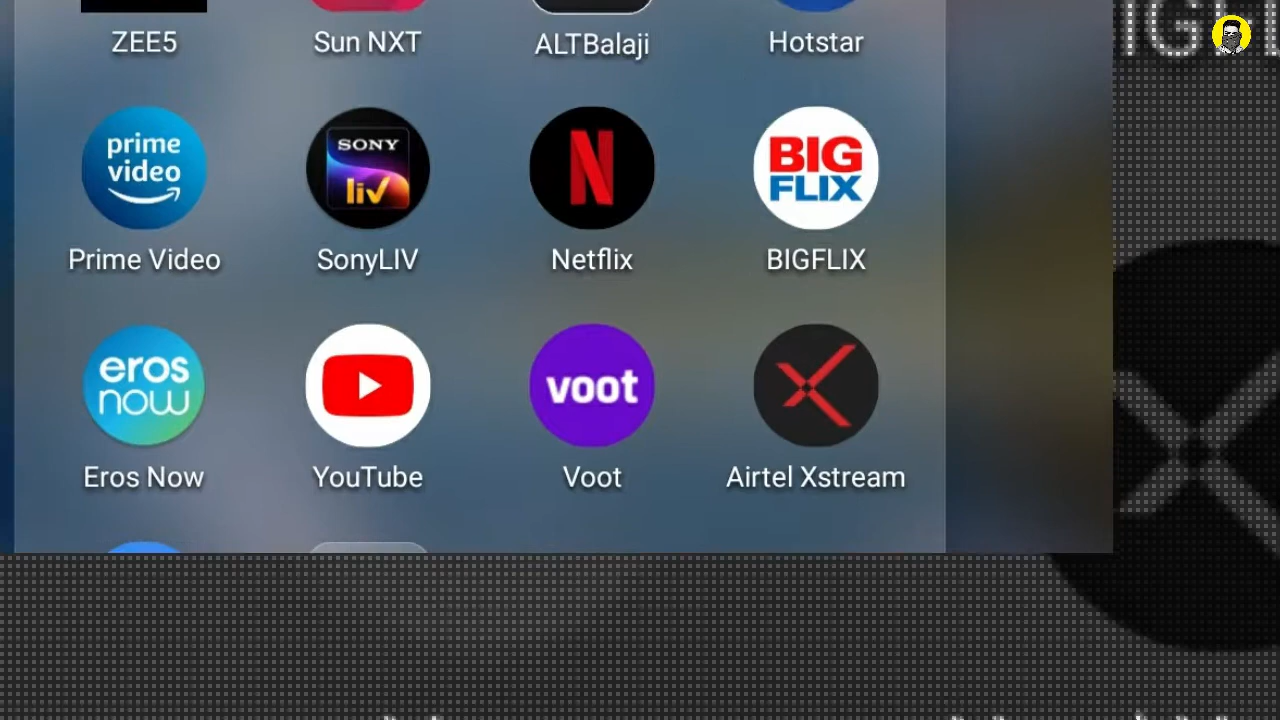 ZEE5 Sun NXT ALTBalaji Hotstar
prime
video
SONY
liv
N
BIG
FLIX
Prime Video SonyLIV Netflix BIGFLIX
eros
now
voot
Eros Now YouTube Voot Airtel Xstream